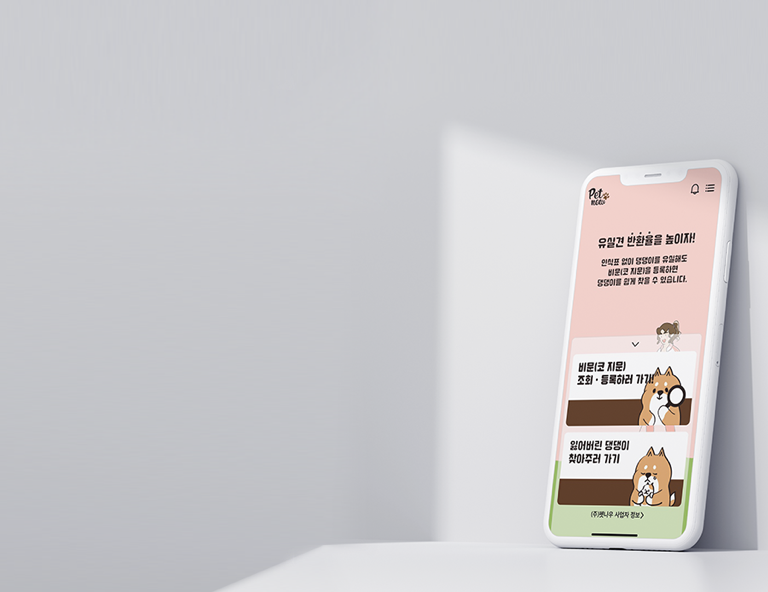 Pet
now
유실견 반환율을 높이자!
인식표 없이 댕댕이를 유실해도
비문(코 지문)을 등록하면
댕댕이를 쉽게 찾을 수 있습니다.
비문(코 지문)
조회 · 등록하러 가기!
잃어버린 댕댕이
찾아주러 가기
(주)펫나우 사업자 정보 >